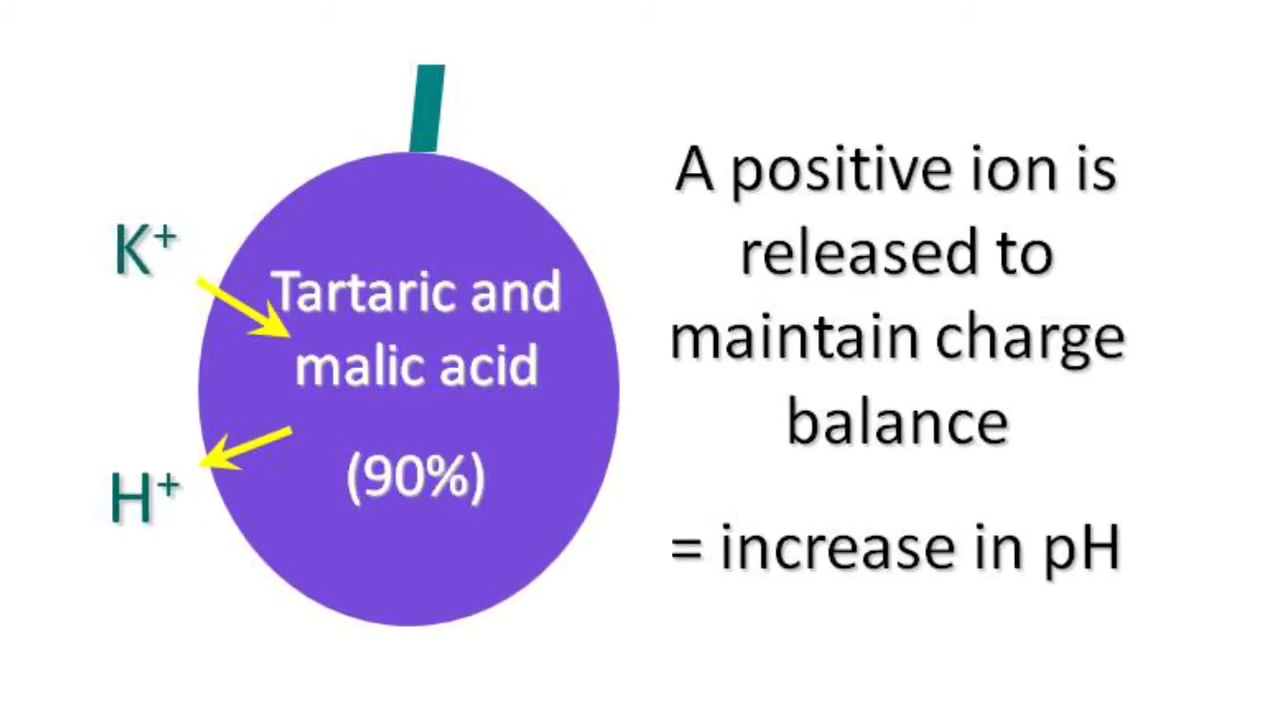 K⁺
Tartaric and
malic acid
(90%)
H⁺
A positive ion is
released to
maintain charge
balance
= increase in pH